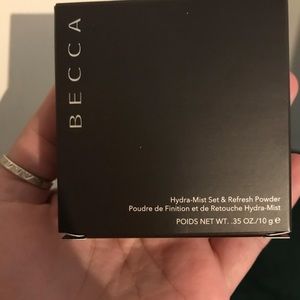 BECCA
Hydra-Mist Set & Refresh Powder
Poudre de Finition et de Retouche Hydra-Mist
POIDS NET WT. .35 OZ./10 g e